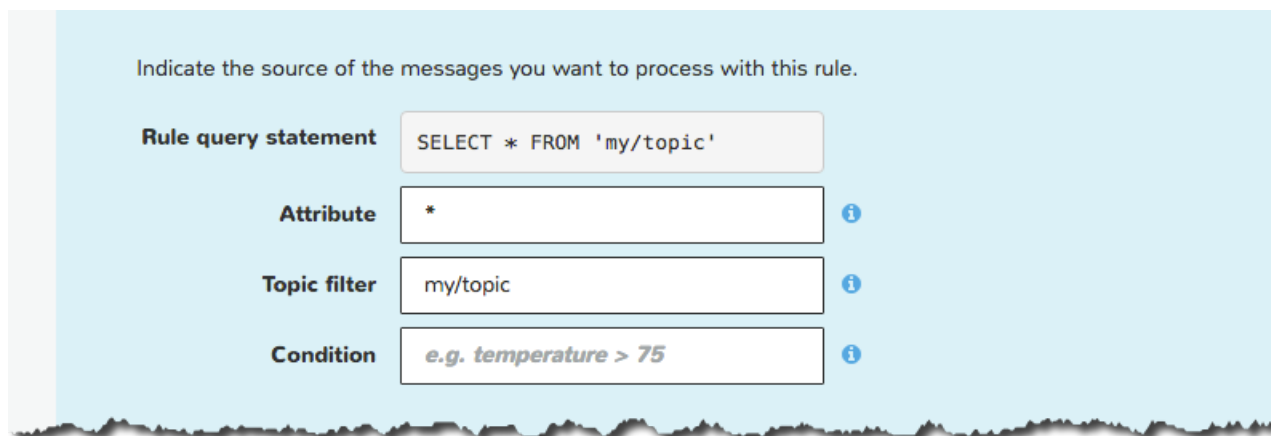 Indicate the source of the messages you want to process with this rule.
Rule query statement SELECT * FROM 'my/topic'
Attribute *
Topic filter my/topic
Condition e.g. temperature > 75